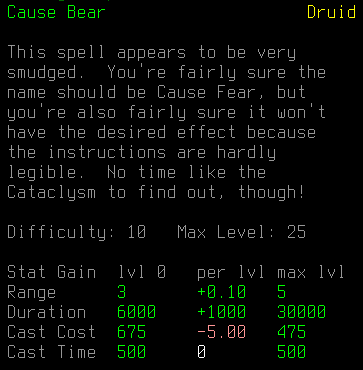 Cause Bear Druid
This spell appears to be very
smudged. You're fairly sure the
name should be Cause Fear, but
you're also fairly sure it won't
have the desired effect because
the instructions are hardly
legible. No time like the
Cataclysm to find out, though!
Difficulty: 10 Max Level: 25
Stat Gain lvl 0 per lvl max lvl
Range 3 +0.10 5
Duration 6000 +1000 30000
Cast Cost 675 -5.00 475
Cast Time 500 0 500